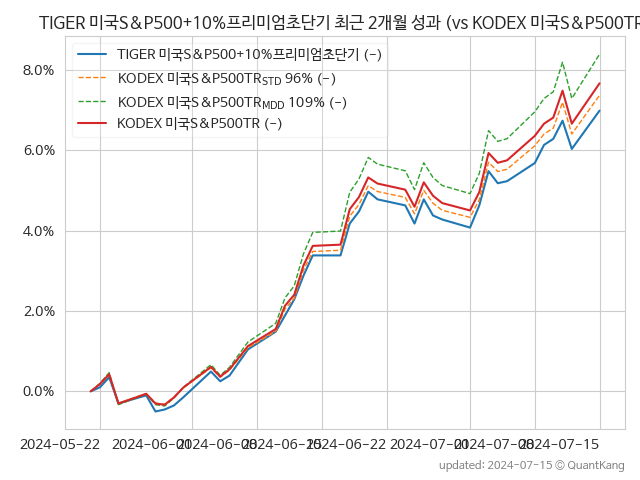 TIGER 미국S&P500+10%프리미엄초단기 최근 2개월 성과 (vs KODEX 미국S&P500TR
TIGER 미국S&P500+10%프리미엄초단기 (-)
KODEX 미국S&P500TRSTD 96% (-)
KODEX 미국S&P500TRMDD 109% (-)
KODEX 미국S&P500TR (-)
8.0%
6.0%
4.0%
2.0%
0.0%
2024-05-22 2024-06-01 2024-06-08 2024-06-15 2024-06-22 2024-07-01 2024-07-08 2024-07-15
updated: 2024-07-15 © QuantKang